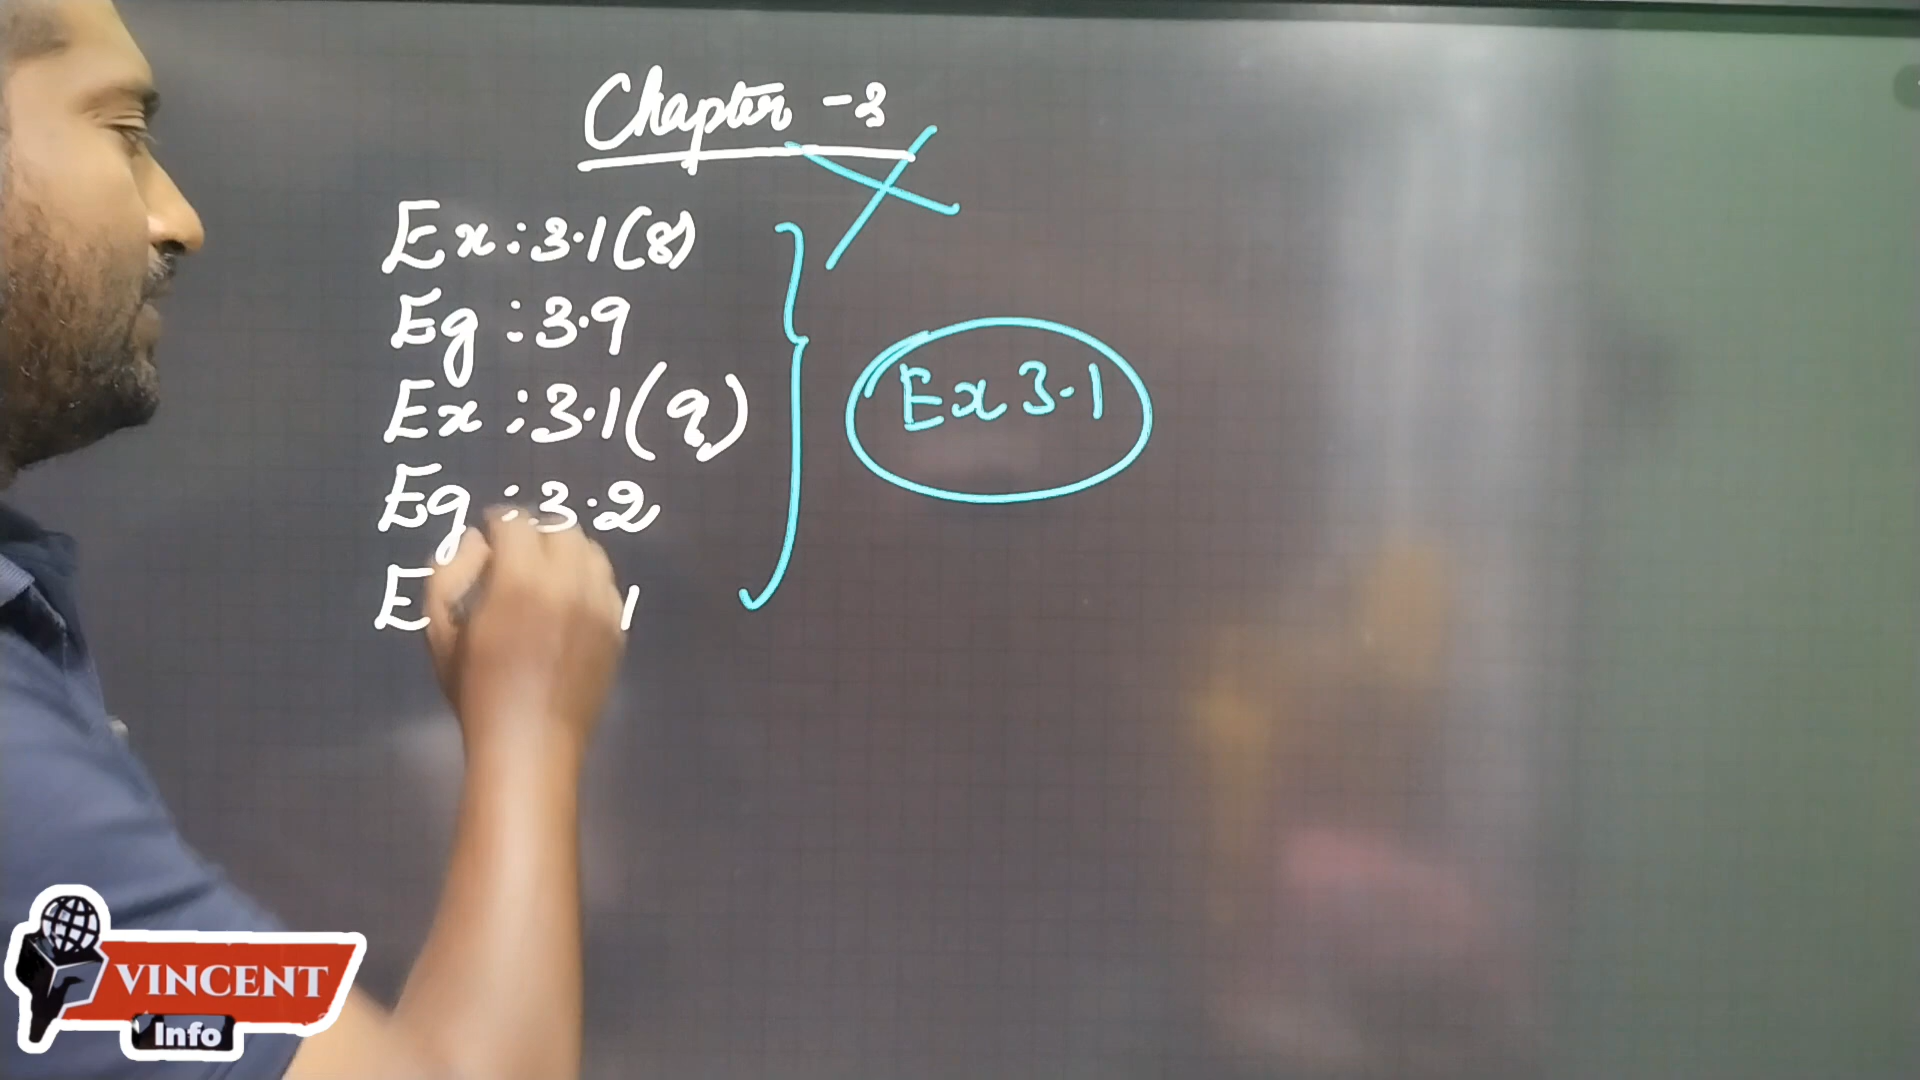 Chapter - 3
Ex : 3.1(8)
Eg : 3.9
Ex : 3.1(9)
Eg : 3.2
Ex 3.1
VINCENT
Info